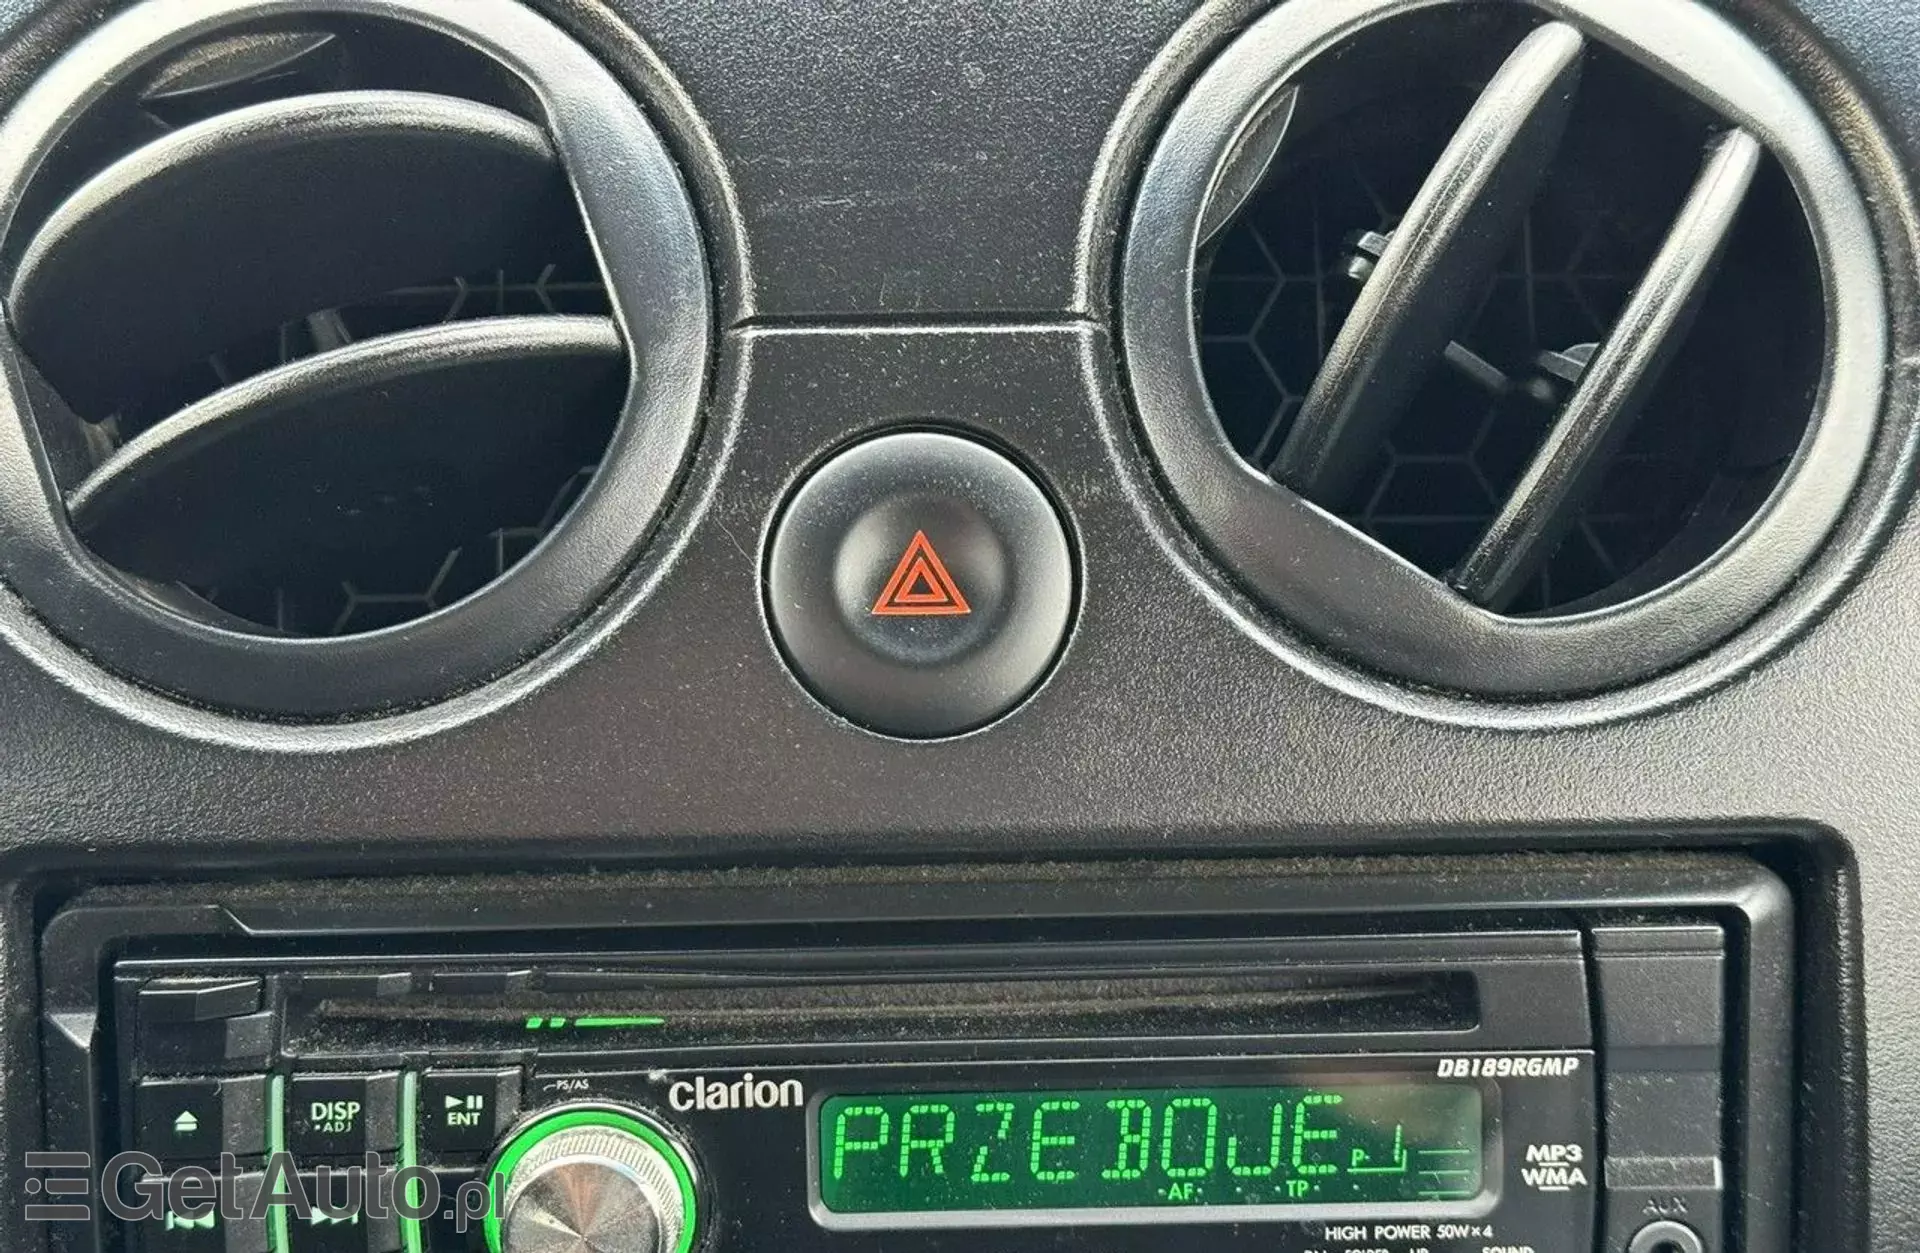 DB189RGMP
PS/AS
clarion
DISP
•ADJ
ENT
PRZEBOJE
P-
AF
TP
MP3
WMA
AUX
HIGH POWER 50W×4
SOUND
GetAuto.pl